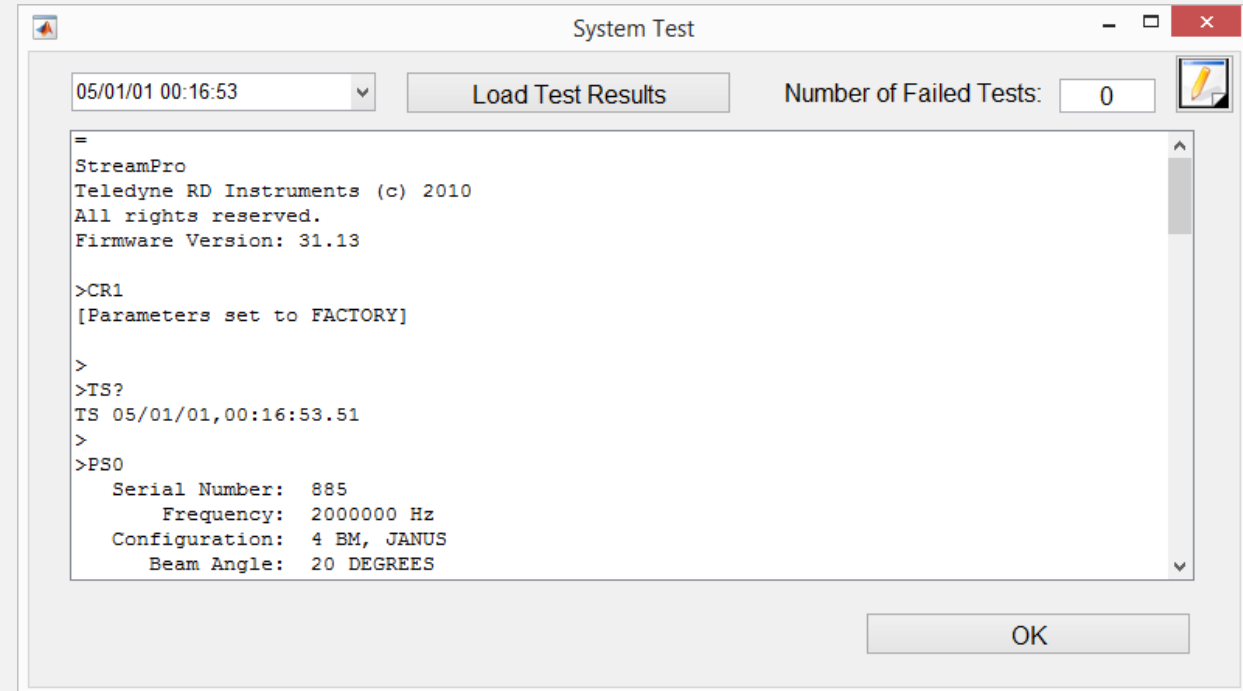 System Test
05/01/01 00:16:53
Load Test Results
Number of Failed Tests:
0
=
StreamPro
Teledyne RD Instruments (c) 2010
All rights reserved.
Firmware Version: 31.13
>CR1
[Parameters set to FACTORY]
>
>TS?
TS 05/01/01,00:16:53.51
>
>PS0
Serial Number:  885
Frequency:  2000000 Hz
Configuration:  4 BM, JANUS
Beam Angle:  20 DEGREES
OK